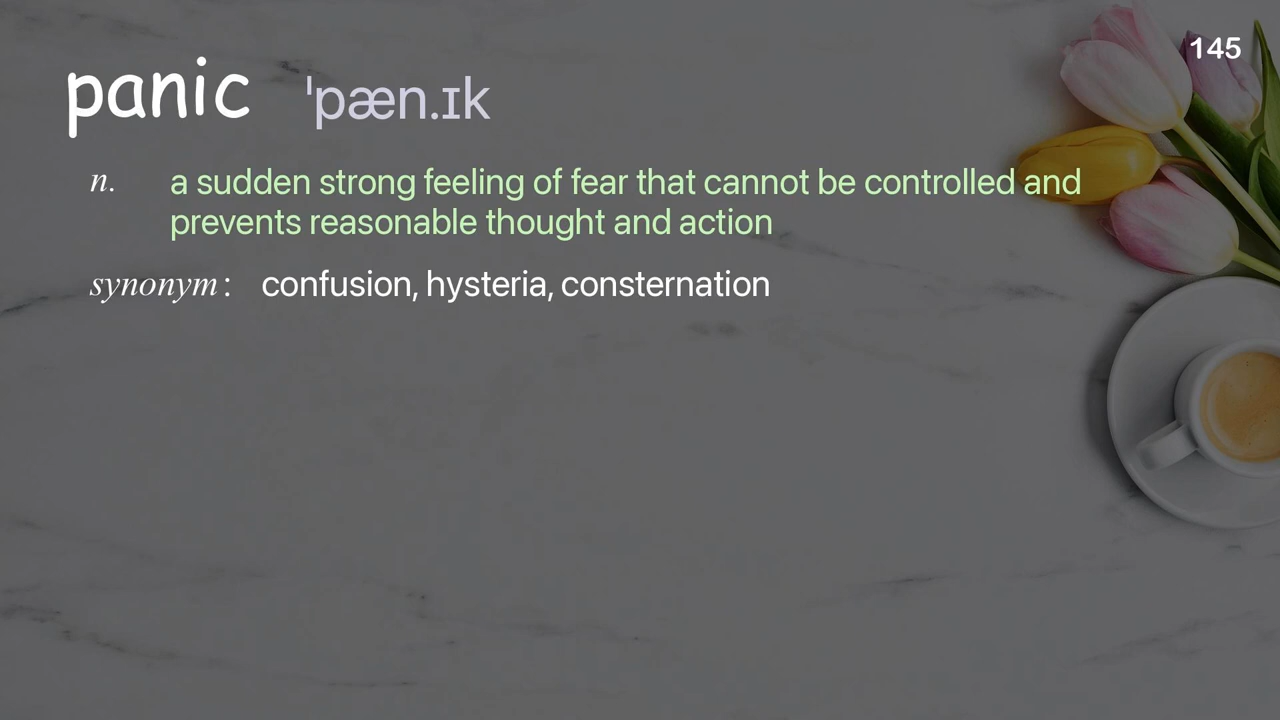 145
panic ˈpæn.ɪk
n. a sudden strong feeling of fear that cannot be controlled and
prevents reasonable thought and action
synonym: confusion, hysteria, consternation